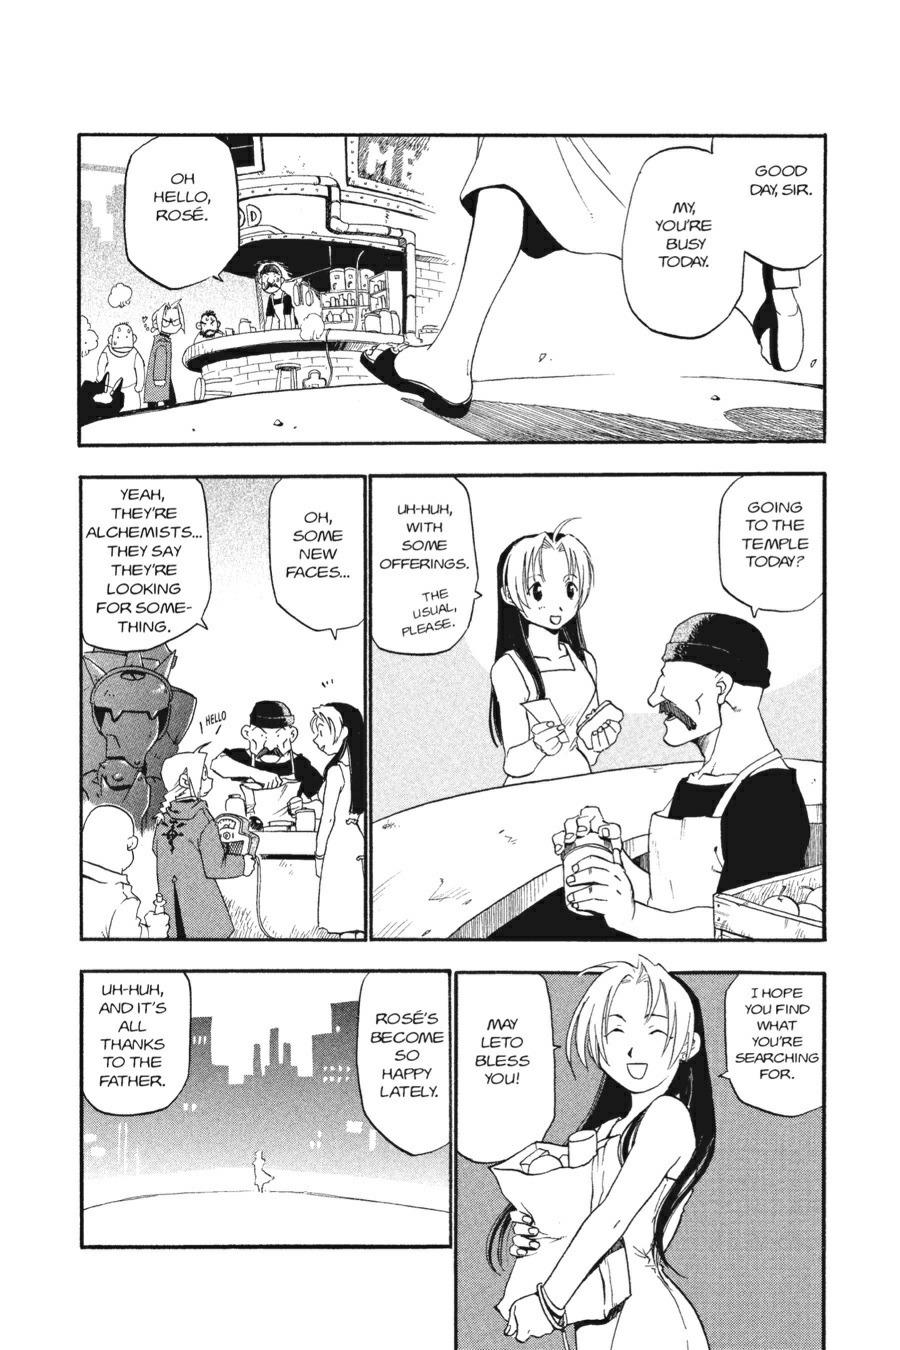 GOOD
DAY, SIR.
MY,
YOU'RE
BUSY
TODAY.
OH
HELLO,
ROSÉ.
GOING
TO THE
TEMPLE
TODAY?
UH-HUH,
WITH
SOME
OFFERINGS.
THE
USUAL,
PLEASE.
OH,
SOME
NEW
FACES...
YEAH,
THEY'RE
ALCHEMISTS...
THEY SAY
THEY'RE
LOOKING
FOR SOME-
THING.
HELLO
I HOPE
YOU FIND
WHAT
YOU'RE
SEARCHING
FOR.
MAY
LETO
BLESS
YOU!
ROSÉ'S
BECOME
SO
HAPPY
LATELY.
UH-HUH,
AND IT'S
ALL
THANKS
TO THE
FATHER.